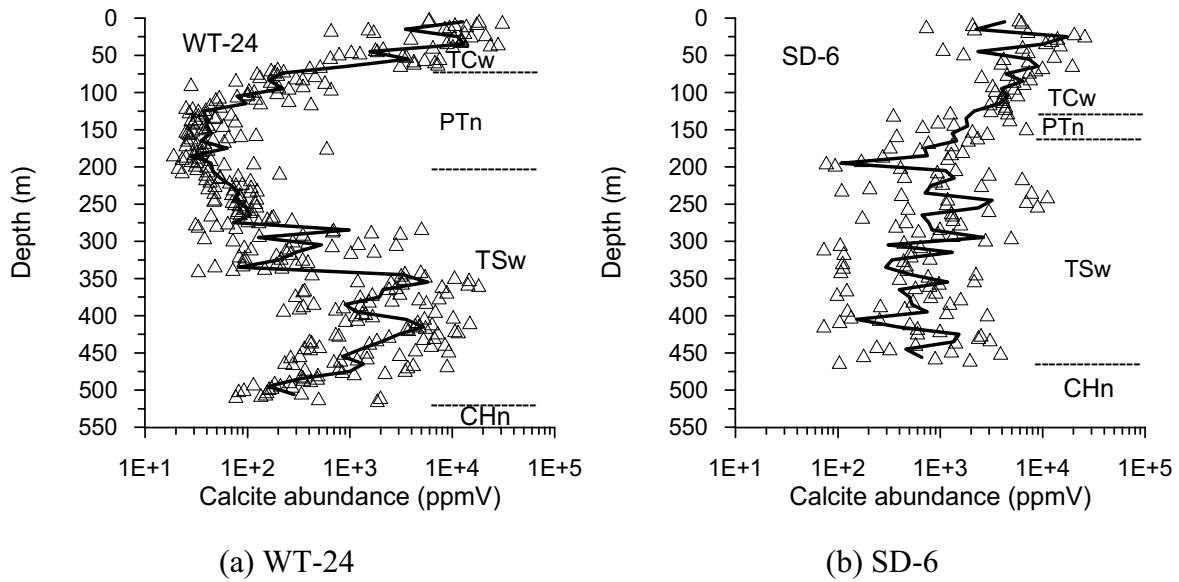 WT-24
TCw
PTn
TSw
CHn
0
50
100
150
200
250
300
350
400
450
500
550
Depth (m)
1E+1 1E+2 1E+3 1E+4 1E+5
Calcite abundance (ppmV)
(a) WT-24
SD-6
TCw
PTn
TSw
CHn
0
50
100
150
200
250
300
350
400
450
500
550
Depth (m)
1E+1 1E+2 1E+3 1E+4 1E+5
Calcite abundance (ppmV)
(b) SD-6